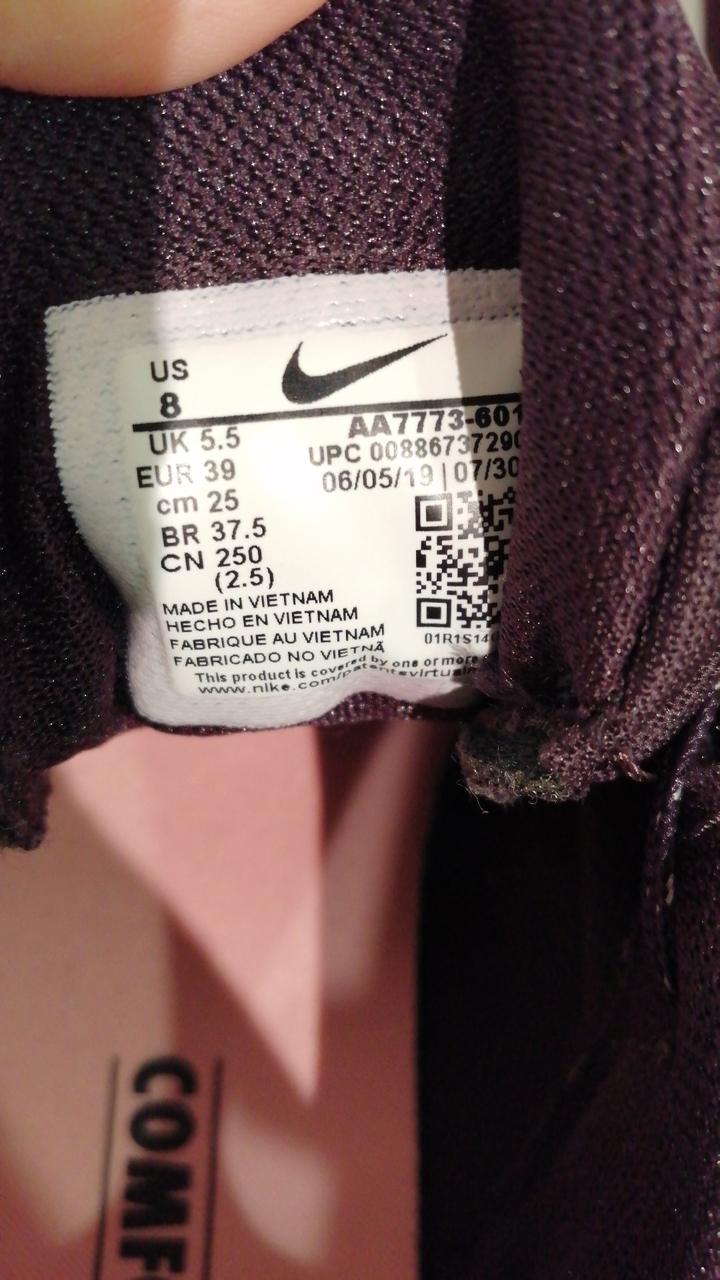 US
8
UK 5.5
EUR 39
cm 25
BR 37.5
CN 250
(2.5)
AA7773-601
UPC 00886737290
06/05/19 | 07/30
01R1S14
MADE IN VIETNAM
HECHO EN VIETNAM
FABRIQUE AU VIETNAM
FABRICADO NO VIETNÃ
This product is covered by one or more
www.nike.com/patents
COMF